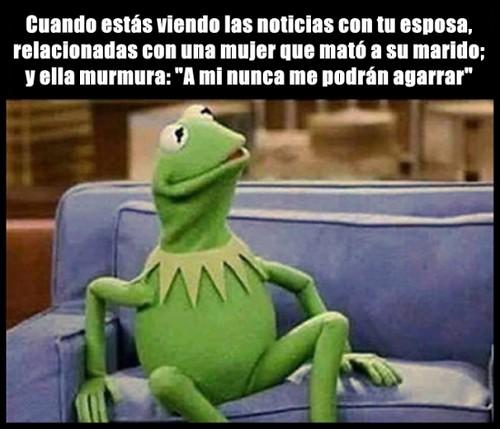 Cuando estás viendo las noticias con tu esposa,
relacionadas con una mujer que mató a su marido;
y ella murmura: "A mi nunca me podrán agarrar"